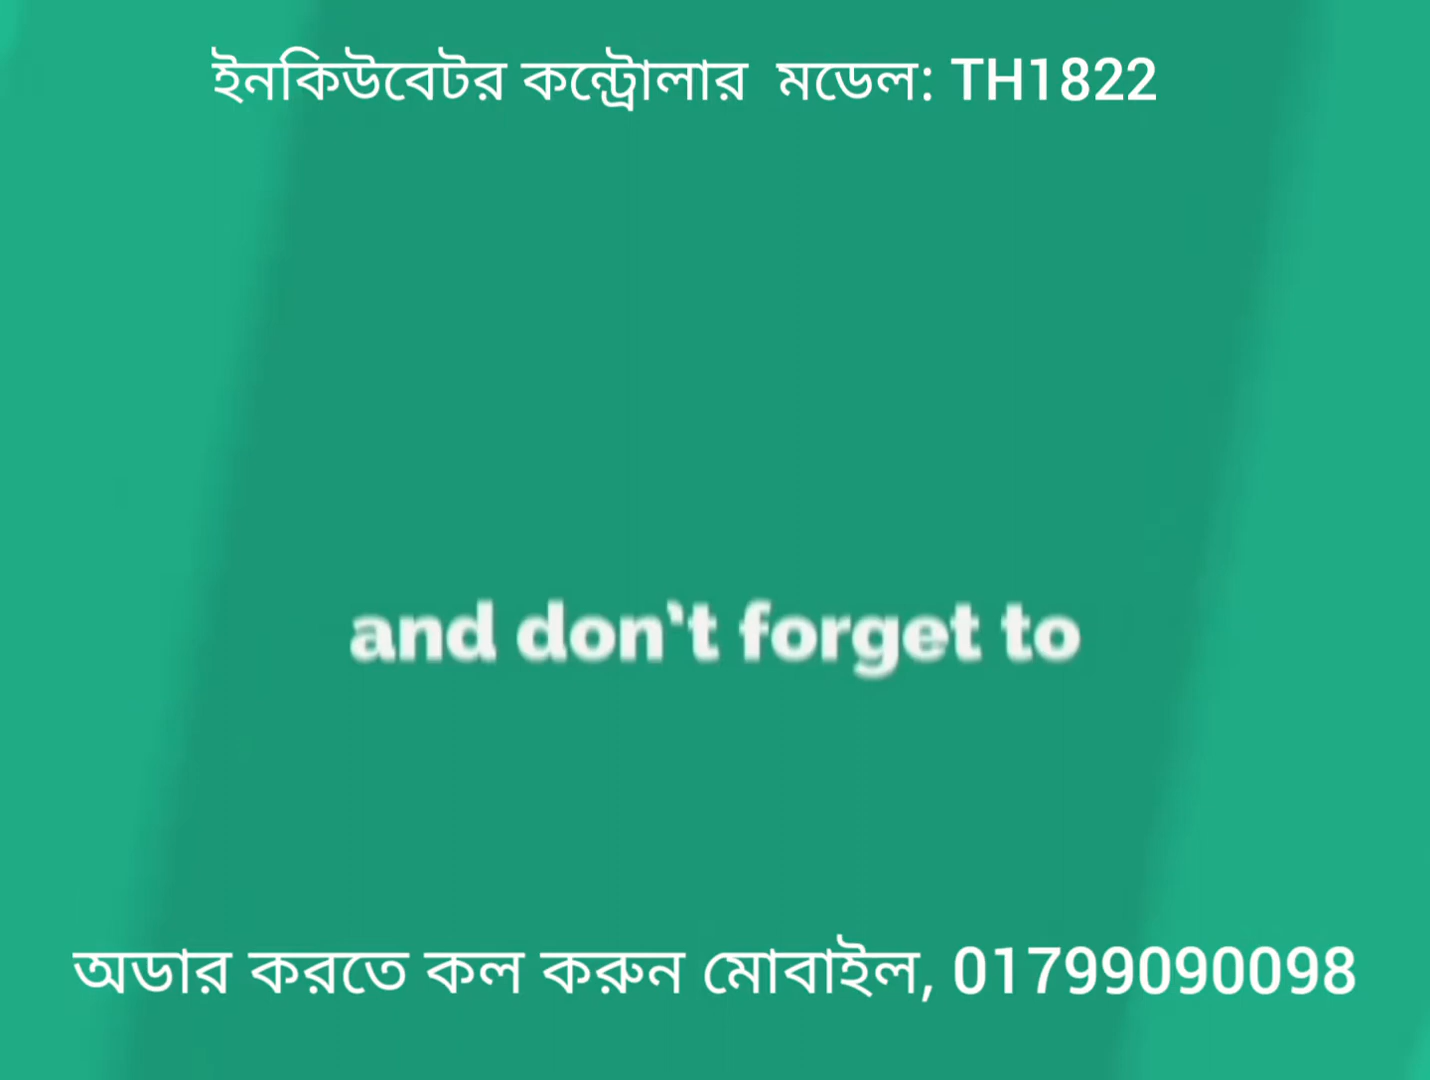 ইনকিউবেটর কন্ট্রোলার মডেল: TH1822
and don't forget to
অডার করতে কল করুন মোবাইল, 01799090098